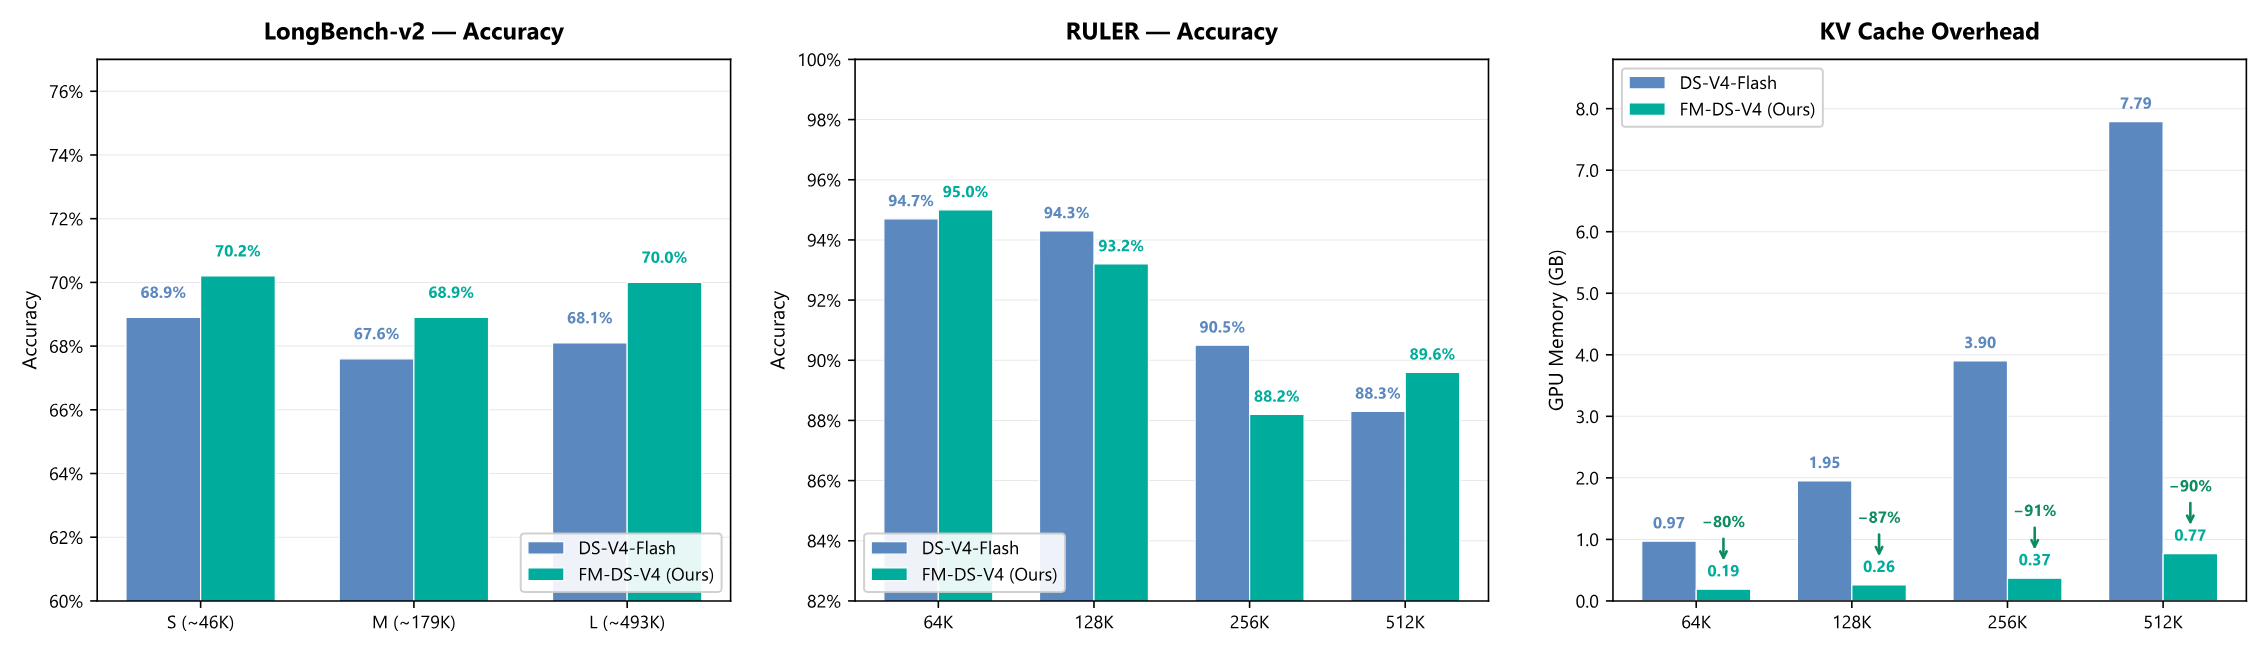 LongBench-v2 — Accuracy
Accuracy
76%
74%
72%
70%
68%
66%
64%
62%
60%
68.9%
70.2%
67.6%
68.9%
68.1%
70.0%
DS-V4-Flash
FM-DS-V4 (Ours)
S (~46K)
M (~179K)
L (~493K)
RULER — Accuracy
Accuracy
100%
98%
96%
94%
92%
90%
88%
86%
84%
82%
94.7%
95.0%
94.3%
93.2%
90.5%
88.2%
88.3%
89.6%
DS-V4-Flash
FM-DS-V4 (Ours)
64K
128K
256K
512K
KV Cache Overhead
GPU Memory (GB)
8.0
7.0
6.0
5.0
4.0
3.0
2.0
1.0
0.0
DS-V4-Flash
FM-DS-V4 (Ours)
0.97
−80%
0.19
1.95
−87%
0.26
3.90
−91%
0.37
7.79
−90%
0.77
64K
128K
256K
512K